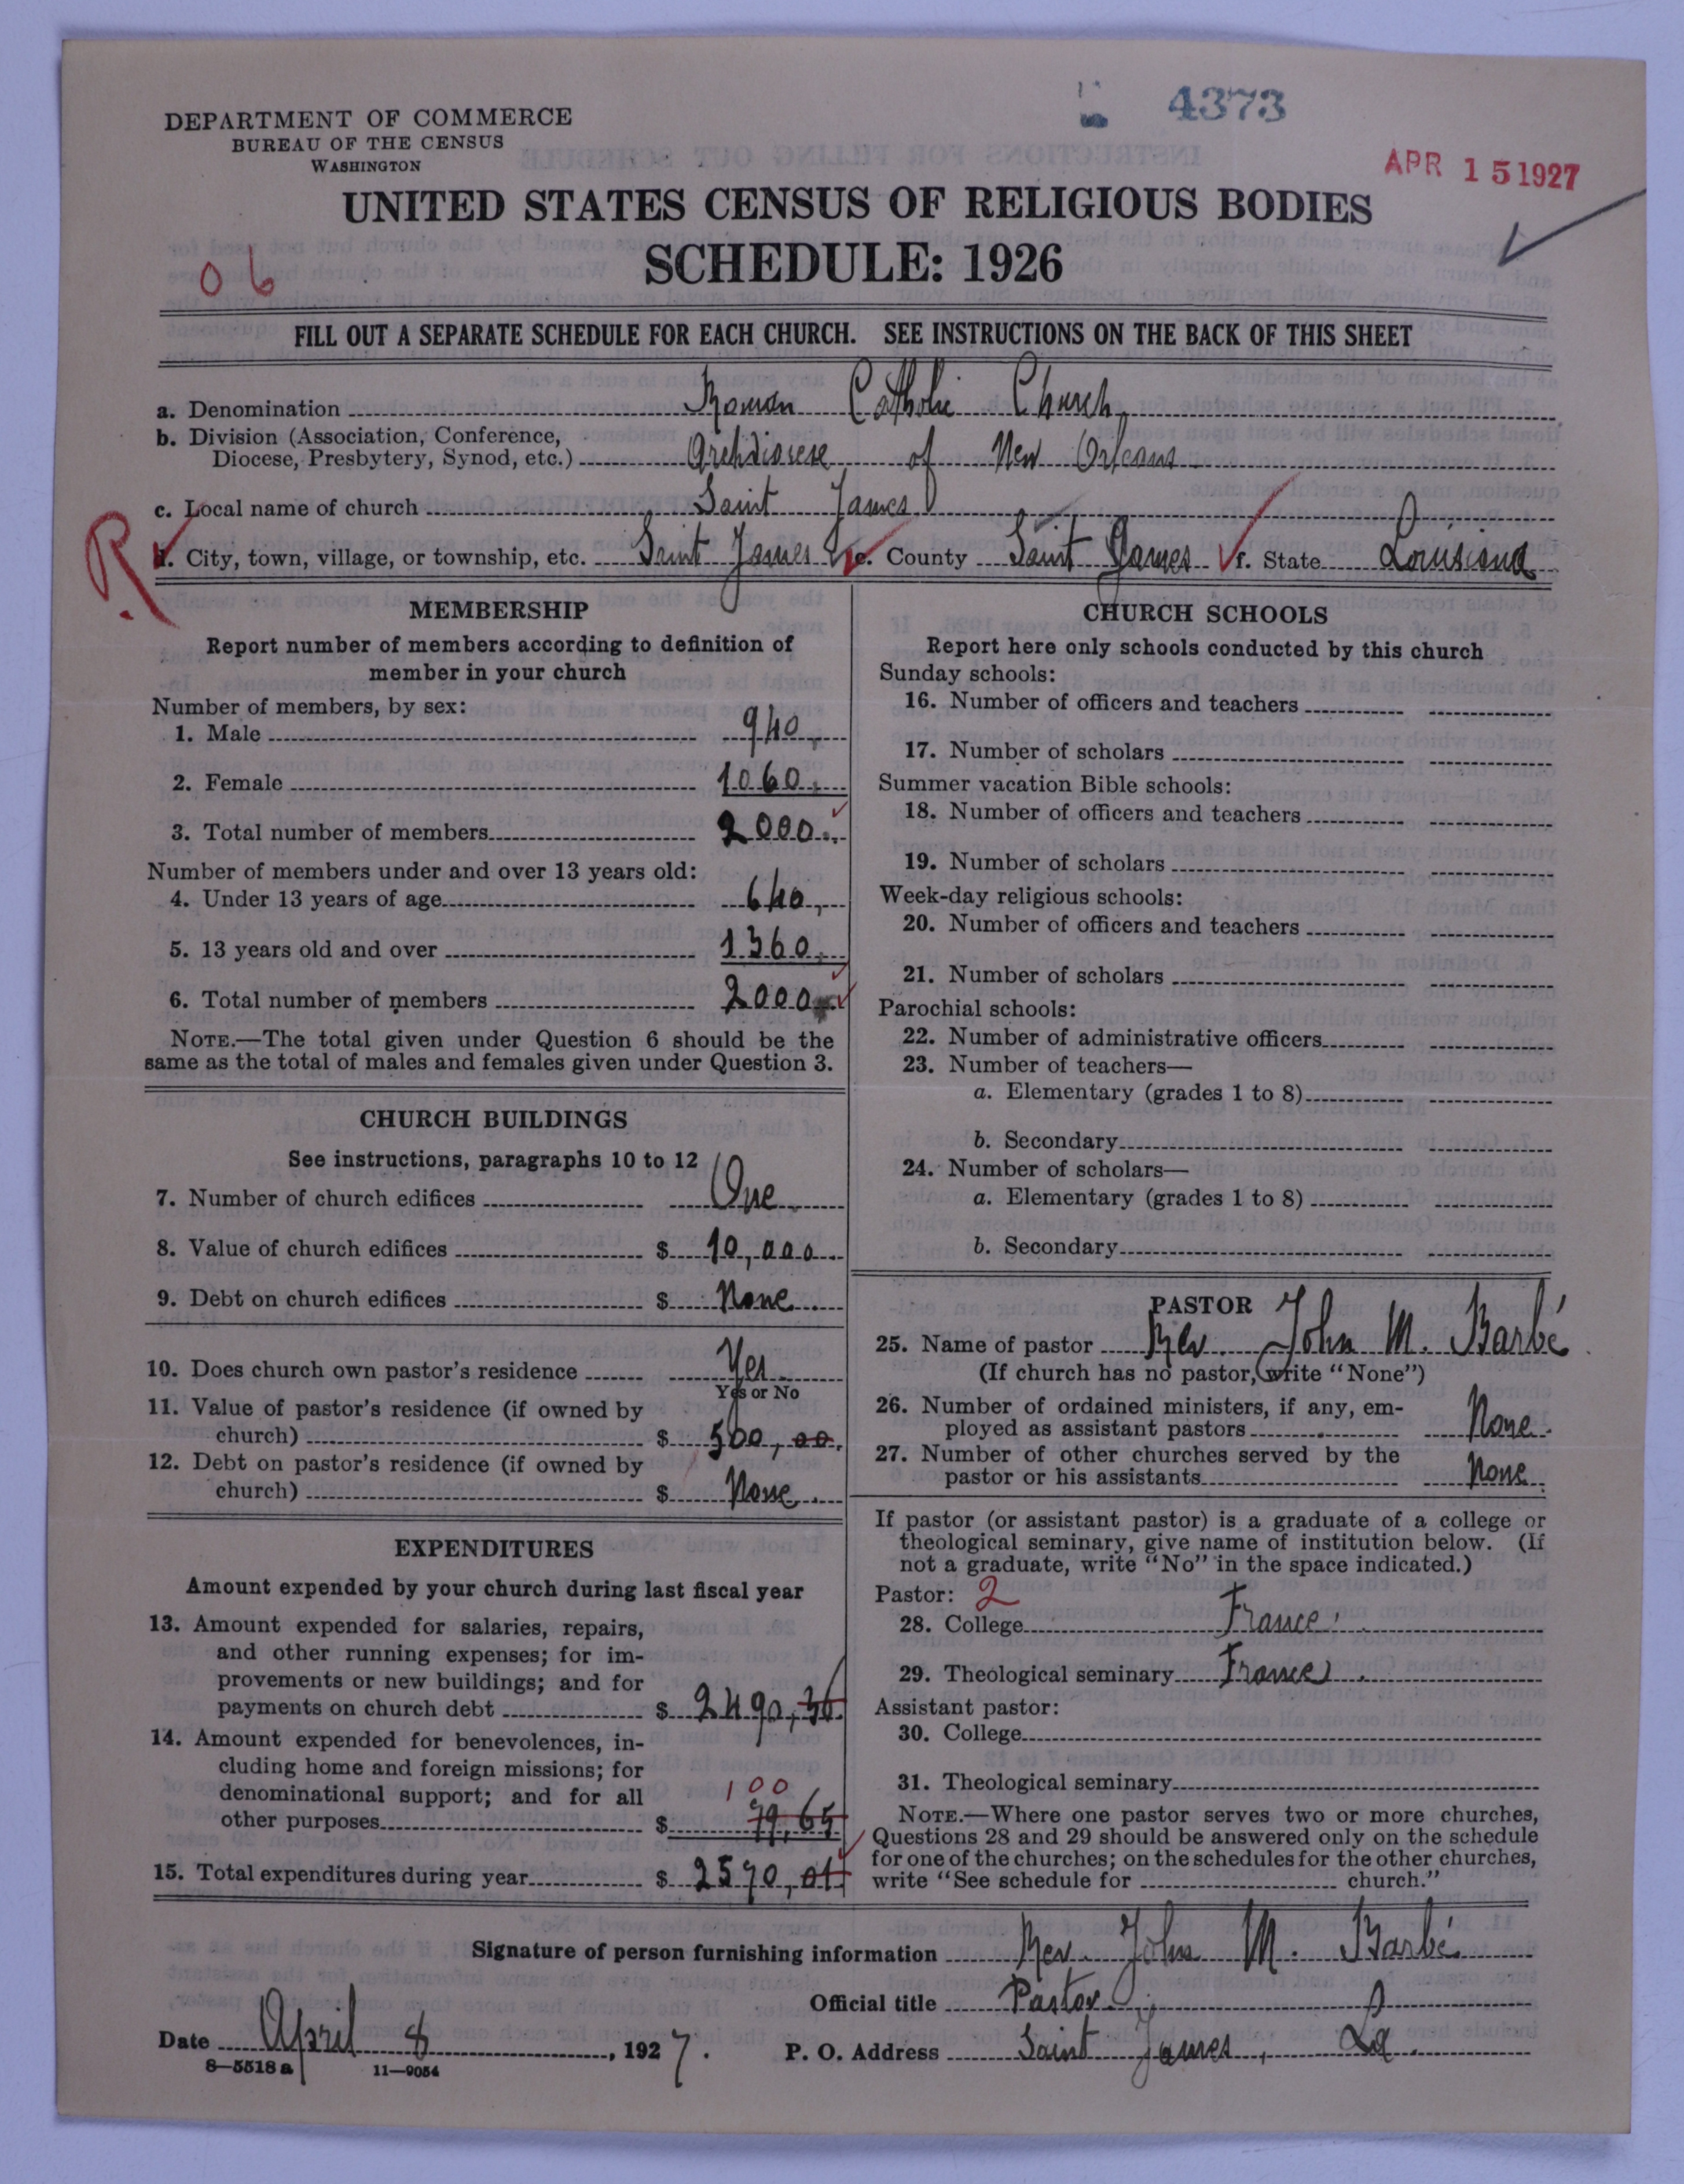 4373
APR 15 1927
DEPARTMENT OF COMMERCE
BUREAU OF THE CENSUS
WASHINGTON
UNITED STATES CENSUS OF RELIGIOUS BODIES
SCHEDULE: 1926
06
FILL OUT A SEPARATE SCHEDULE FOR EACH CHURCH. SEE INSTRUCTIONS ON THE BACK OF THIS SHEET
a. Denomination Roman Catholic Church
b. Division (Association, Conference,
Diocese, Presbytery, Synod, etc.) Archdiocese of New Orleans
c. Local name of church Saint James
R.
d. City, town, village, or township, etc. Saint James e. County Saint James f. State Louisiana
MEMBERSHIP
Report number of members according to definition of
member in your church
Number of members, by sex:
1. Male 940
2. Female 1060
3. Total number of members 2000
Number of members under and over 13 years old:
4. Under 13 years of age 640
5. 13 years old and over 1360
6. Total number of members 2000
NOTE.—The total given under Question 6 should be the
same as the total of males and females given under Question 3.
CHURCH BUILDINGS
See instructions, paragraphs 10 to 12
7. Number of church edifices One
8. Value of church edifices $ 10,000
9. Debt on church edifices $ None
10. Does church own pastor's residence Yes
Yes or No
11. Value of pastor's residence (if owned by
church) $ 500,00
12. Debt on pastor's residence (if owned by
church) $ None
EXPENDITURES
Amount expended by your church during last fiscal year
13. Amount expended for salaries, repairs,
and other running expenses; for im-
provements or new buildings; and for
payments on church debt $ 2490,36
14. Amount expended for benevolences, in-
cluding home and foreign missions; for
denominational support; and for all
100
other purposes $ 79,65
15. Total expenditures during year $ 2590,01
CHURCH SCHOOLS
Report here only schools conducted by this church
Sunday schools:
16. Number of officers and teachers
17. Number of scholars
Summer vacation Bible schools:
18. Number of officers and teachers
19. Number of scholars
Week-day religious schools:
20. Number of officers and teachers
21. Number of scholars
Parochial schools:
22. Number of administrative officers
23. Number of teachers—
a. Elementary (grades 1 to 8)
b. Secondary
24. Number of scholars—
a. Elementary (grades 1 to 8)
b. Secondary
PASTOR
25. Name of pastor Rev. John M. Barbé
(If church has no pastor, write "None")
26. Number of ordained ministers, if any, em-
ployed as assistant pastors None
27. Number of other churches served by the
pastor or his assistants None
If pastor (or assistant pastor) is a graduate of a college or
theological seminary, give name of institution below. (If
not a graduate, write "No" in the space indicated.)
Pastor: 2
28. College France
29. Theological seminary France
Assistant pastor:
30. College
31. Theological seminary
NOTE.—Where one pastor serves two or more churches,
Questions 28 and 29 should be answered only on the schedule
for one of the churches; on the schedules for the other churches,
write "See schedule for church."
Signature of person furnishing information Rev. John M. Barbé
Official title Pastor
Date April 8, 1927. P. O. Address Saint James, La.
8—5518 a 11—9054